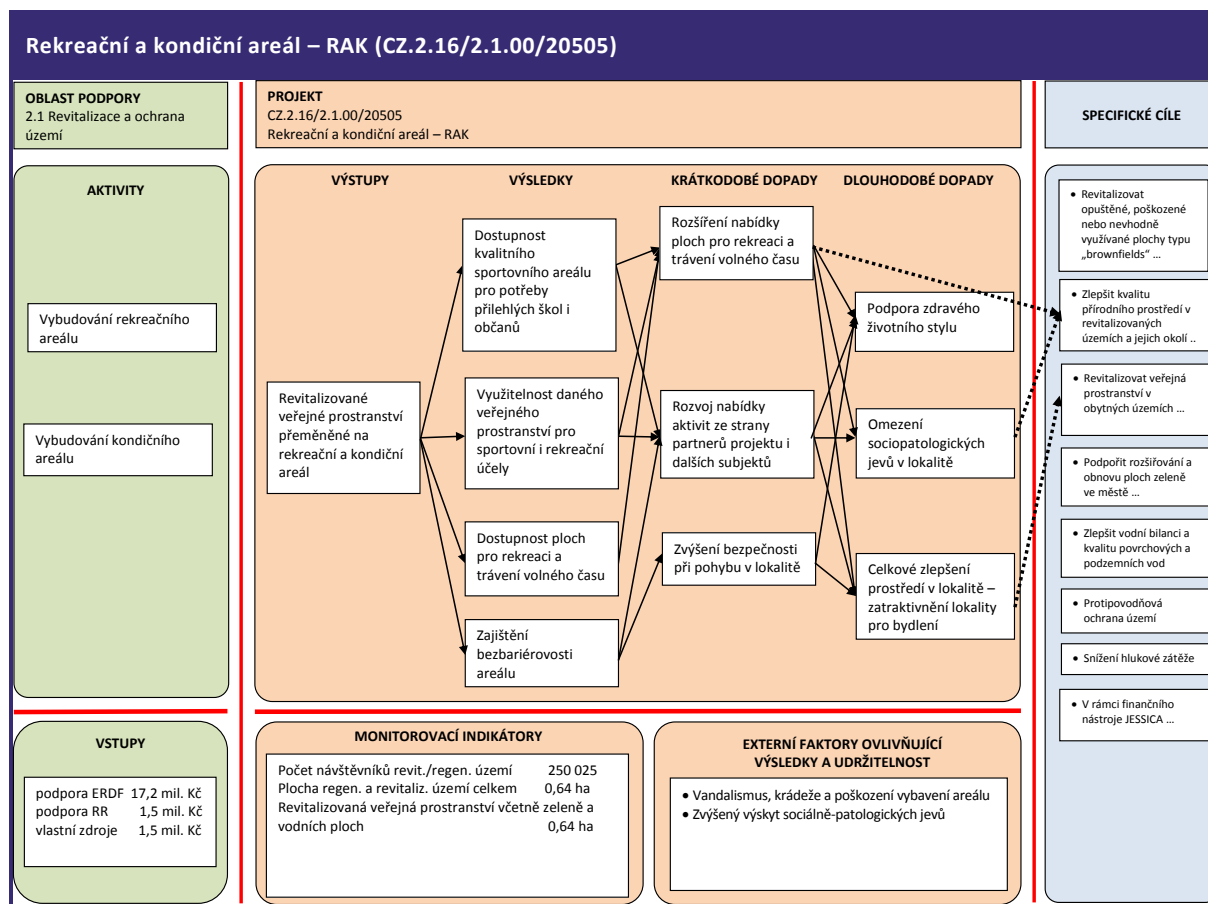 Rekreační a kondiční areál – RAK (CZ.2.16/2.1.00/20505)
OBLAST PODPORY
2.1 Revitalizace a ochrana
území
PROJEKT
CZ.2.16/2.1.00/20505
Rekreační a kondiční areál – RAK
SPECIFICKÉ CÍLE
AKTIVITY
Vybudování rekreačního
areálu
Vybudování kondičního
areálu
VÝSTUPY
Revitalizované
veřejné prostranství
přeměněné na
rekreační a kondiční
areál
VÝSLEDKY
Dostupnost
kvalitního
sportovního areálu
pro potřeby
přilehlých škol i
občanů
Využitelnost daného
veřejného
prostranství pro
sportovní i rekreační
účely
Dostupnost ploch
pro rekreaci a
trávení volného času
Zajištění
bezbariérovosti
areálu
KRÁTKODOBÉ DOPADY
Rozšíření nabídky
ploch pro rekreaci a
trávení volného času
Rozvoj nabídky
aktivit ze strany
partnerů projektu i
dalších subjektů
Zvýšení bezpečnosti
při pohybu v lokalitě
DLOUHODOBÉ DOPADY
Podpora zdravého
životního stylu
Omezení
sociopatologických
jevů v lokalitě
Celkové zlepšení
prostředí v lokalitě –
zatraktivnění lokality
pro bydlení
• Revitalizovat
opuštěné, poškozené
nebo nevhodně
využívané plochy typu
„brownfields“ …
• Zlepšit kvalitu
přírodního prostředí v
revitalizovaných
územích a jejich okolí ..
• Revitalizovat veřejná
prostranství v
obytných územích …
• Podpořit rozšiřování a
obnovu ploch zeleně
ve městě …
• Zlepšit vodní bilanci a
kvalitu povrchových a
podzemních vod
• Protipovodňová
ochrana území
• Snížení hlukové zátěže
• V rámci finančního
nástroje JESSICA …
VSTUPY
podpora ERDF 17,2 mil. Kč
podpora RR 1,5 mil. Kč
vlastní zdroje 1,5 mil. Kč
MONITOROVACÍ INDIKÁTORY
Počet návštěvníků revit./regen. území 250 025
Plocha regen. a revitaliz. území celkem 0,64 ha
Revitalizovaná veřejná prostranství včetně zeleně a
vodních ploch 0,64 ha
EXTERNÍ FAKTORY OVLIVŇUJÍCÍ
VÝSLEDKY A UDRŽITELNOST
• Vandalismus, krádeže a poškození vybavení areálu
• Zvýšený výskyt sociálně-patologických jevů